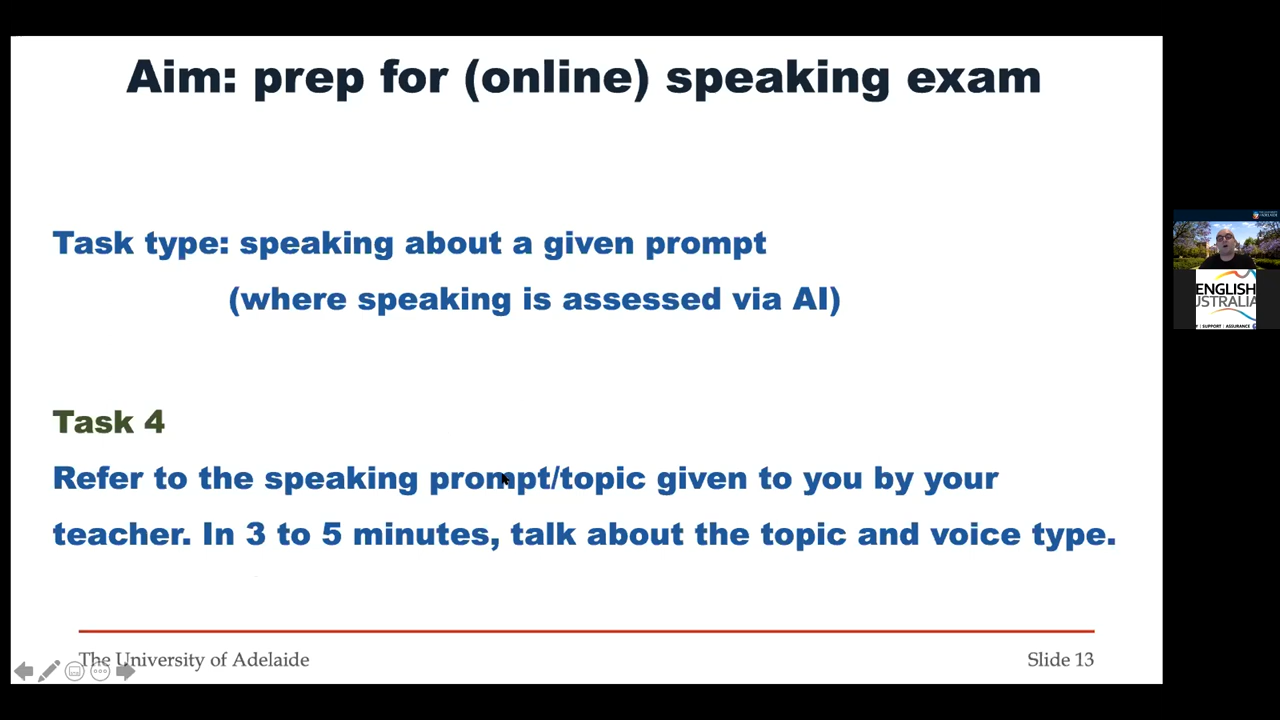 Aim: prep for (online) speaking exam
Task type: speaking about a given prompt
(where speaking is assessed via AI)
Task 4
Refer to the speaking prompt/topic given to you by your
teacher. In 3 to 5 minutes, talk about the topic and voice type.
The University of Adelaide
Slide 13
ENGLISH
USTRALIA
SUPPORT | ASSURANCE